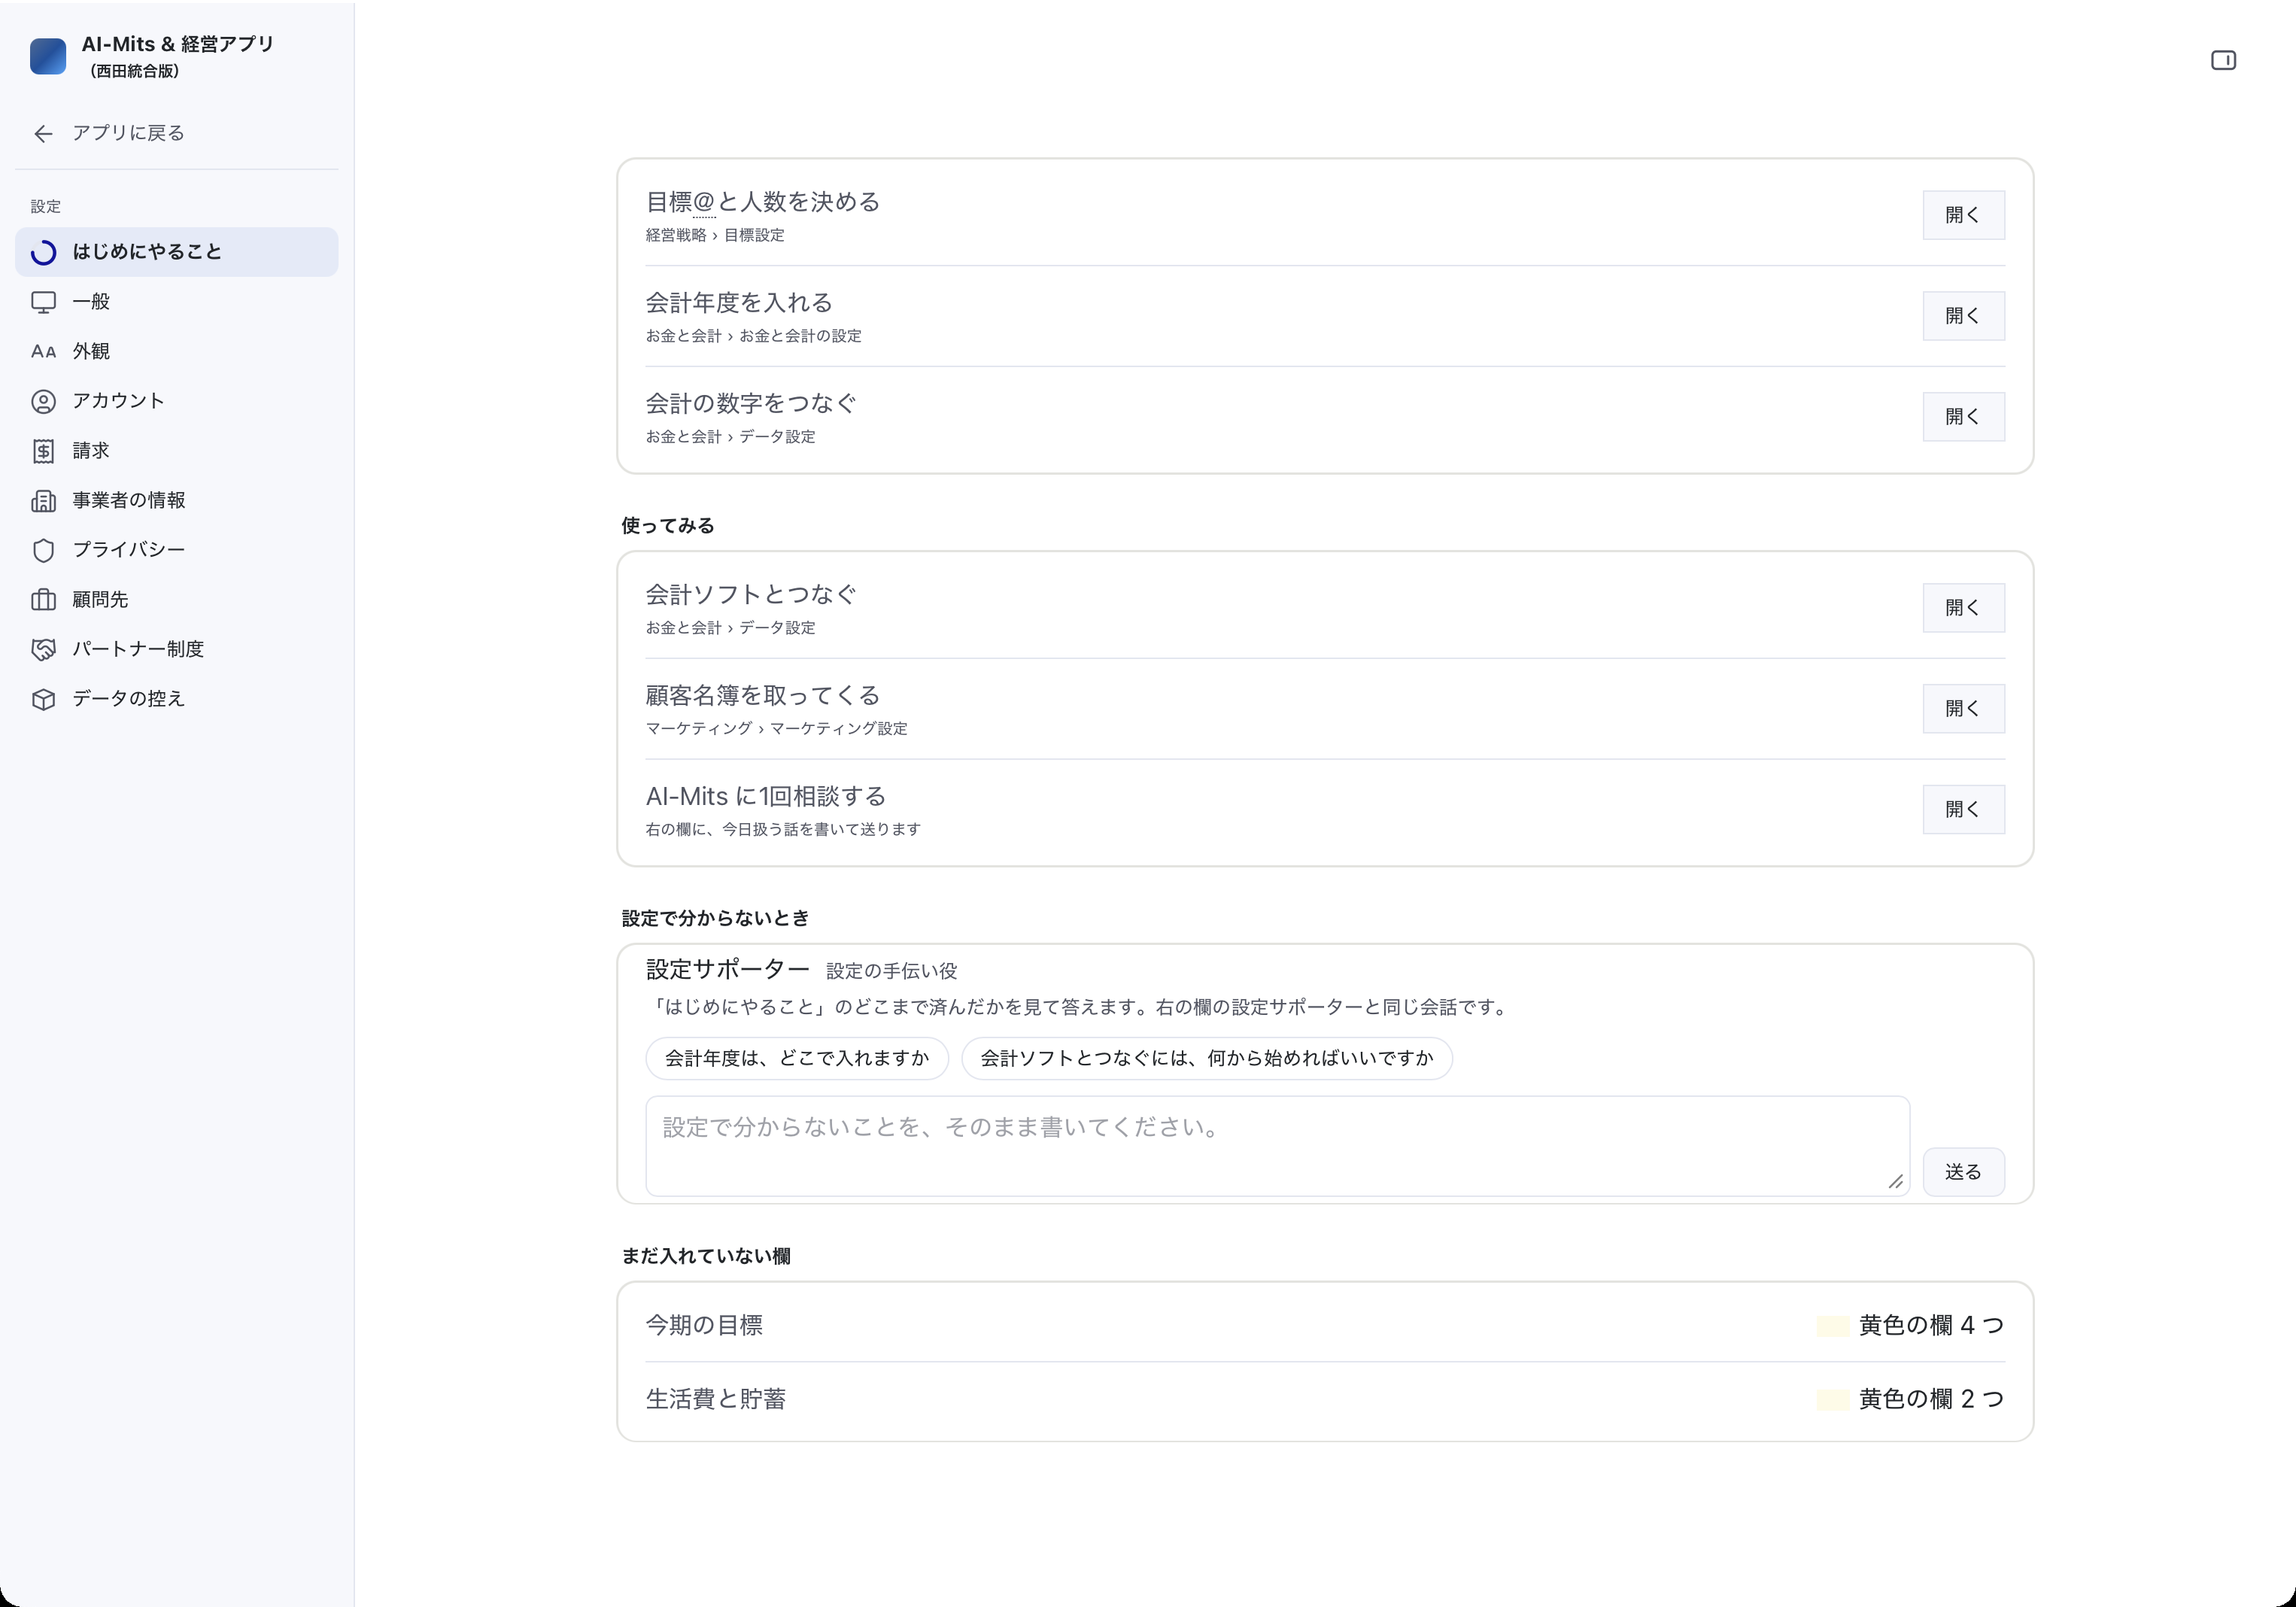 AI-Mits & 経営アプリ
（西田統合版）
アプリに戻る
設定
はじめにやること
一般
外観
アカウント
請求
事業者の情報
プライバシー
顧問先
パートナー制度
データの控え
目標@と人数を決める
経営戦略 › 目標設定
開く
会計年度を入れる
お金と会計 › お金と会計の設定
開く
会計の数字をつなぐ
お金と会計 › データ設定
開く
使ってみる
会計ソフトとつなぐ
お金と会計 › データ設定
開く
顧客名簿を取ってくる
マーケティング › マーケティング設定
開く
AI-Mits に1回相談する
右の欄に、今日扱う話を書いて送ります
開く
設定で分からないとき
設定サポーター 設定の手伝い役
「はじめにやること」のどこまで済んだかを見て答えます。右の欄の設定サポーターと同じ会話です。
会計年度は、どこで入れますか
会計ソフトとつなぐには、何から始めればいいですか
設定で分からないことを、そのまま書いてください。
送る
まだ入れていない欄
今期の目標
黄色の欄 4 つ
生活費と貯蓄
黄色の欄 2 つ